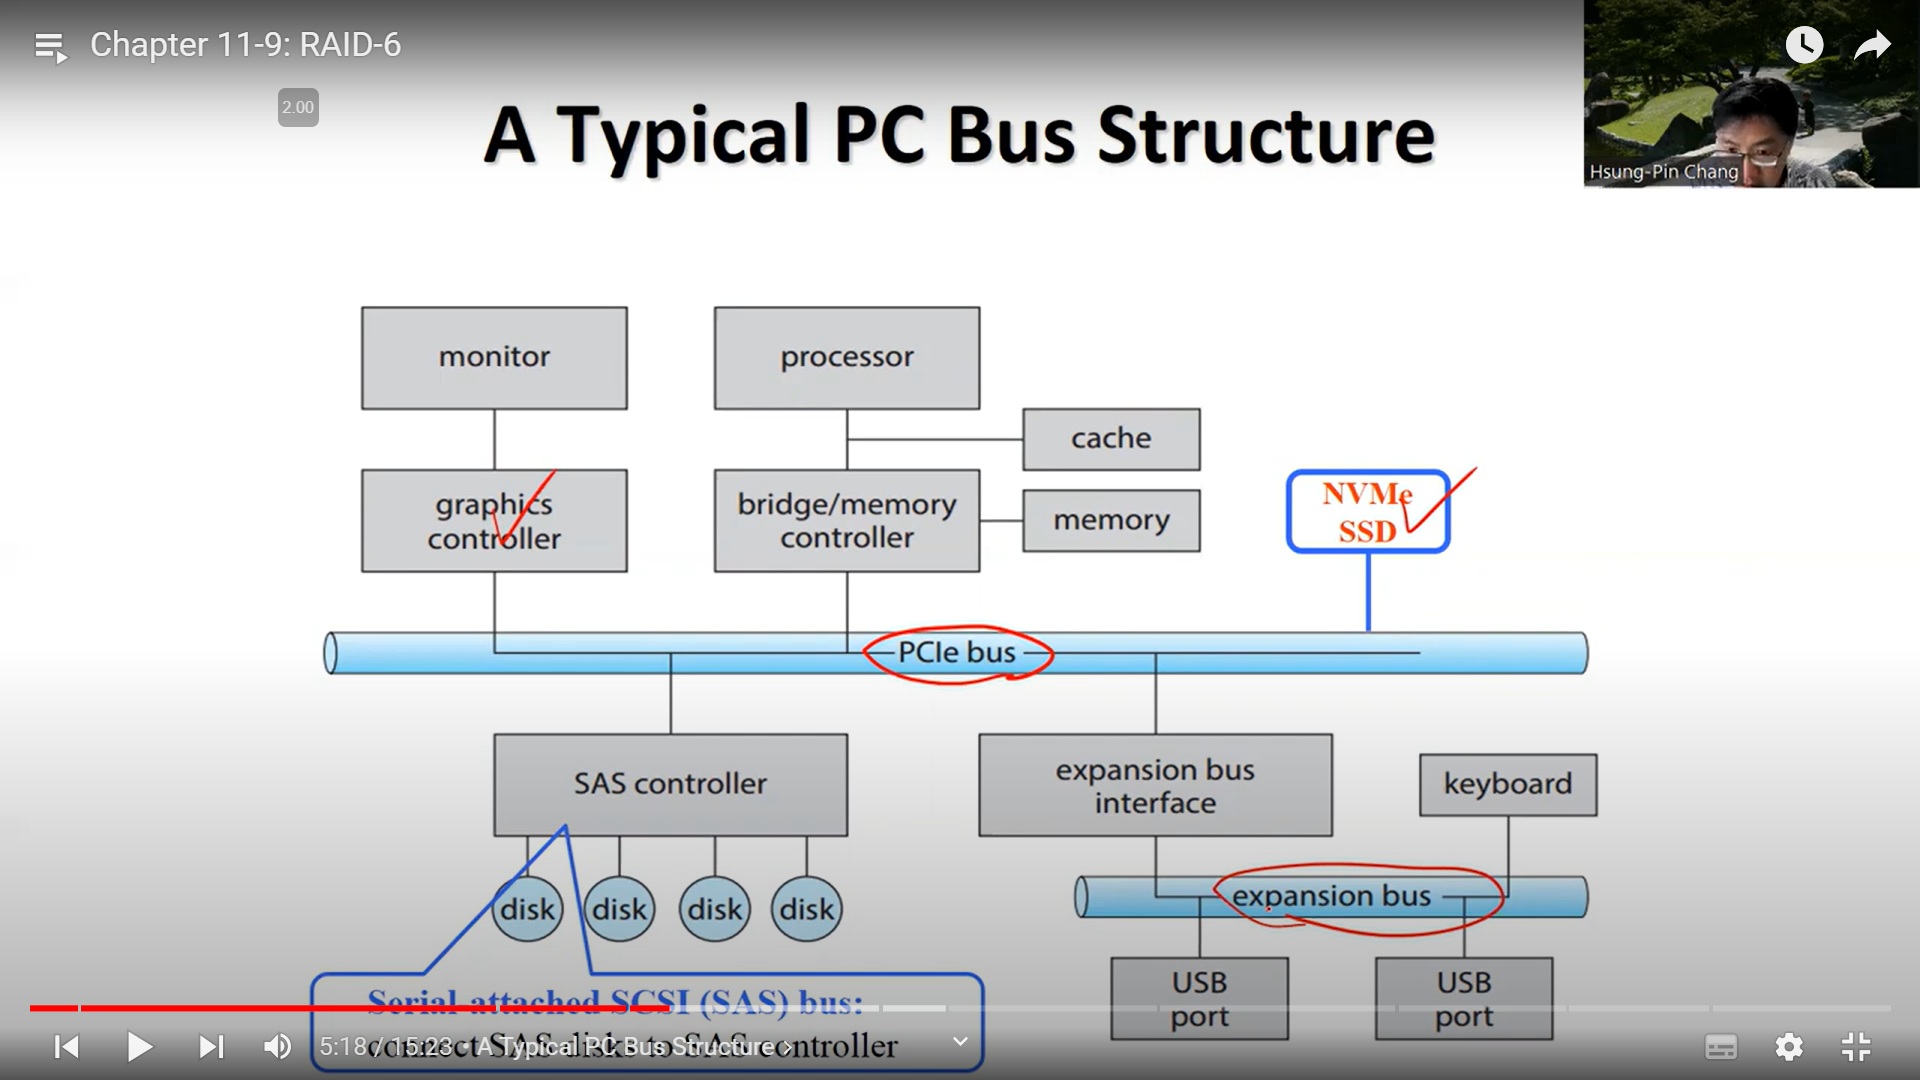 Chapter 11-9: RAID-6
2.00
A Typical PC Bus Structure
Hsung-Pin Chang
monitor
processor
cache
graphics
controller
bridge/memory
controller
memory
NVMe
SSD
PCIe bus
SAS controller
expansion bus
interface
keyboard
disk
disk
disk
disk
expansion bus
USB
port
USB
port
Serial-attached SCSI (SAS) bus:
connect SAS disks to SAS controller
5:18 / 15:23 • A Typical PC Bus Structure ›